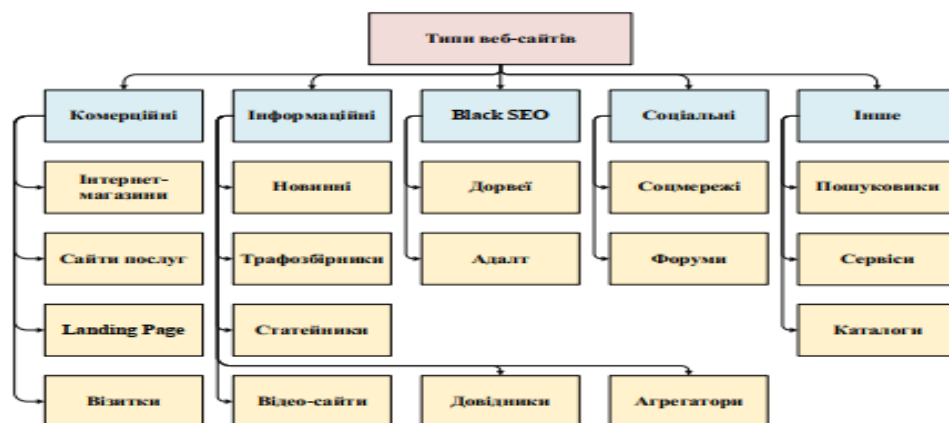 Типи веб-сайтів
Комерційні
Інформаційні
Black SEO
Соціальні
Інше
Інтернет-
магазини
Новинні
Дорвеї
Соцмережі
Пошуковики
Сайти послуг
Трафозбірники
Адалт
Форуми
Сервіси
Landing Page
Статейники
Каталоги
Візитки
Відео-сайти
Довідники
Агрегатори